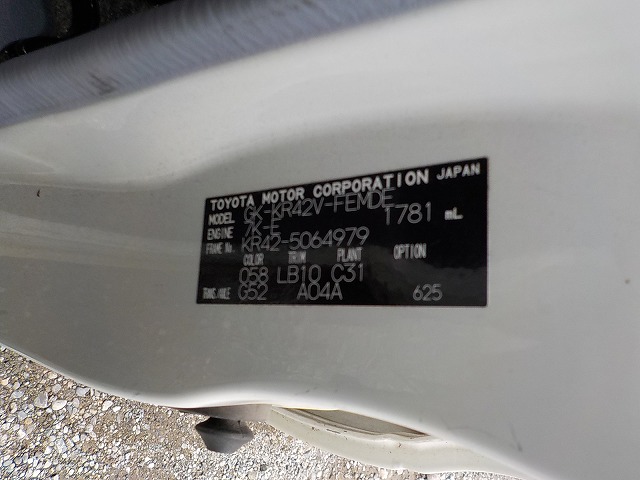 TOYOTA MOTOR CORPORATION JAPAN
MODEL GK-KR42V-FEMDE
ENGINE 7K-E 1781 mL
FRAME No. KR42-5064979
COLOR TRIM PLANT OPTION
058 LB10 C31
TRANS/AXLE G52 A04A 625